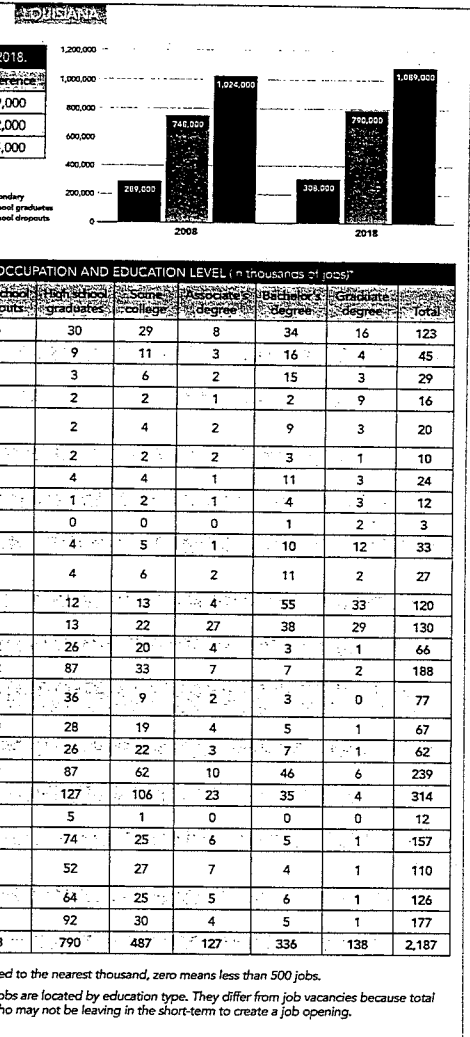 LOUISIANA
2018.
erence
,000
2,000
,000
ondary
hool graduates
hool dropouts
1,200,000
1,000,000
800,000
600,000
400,000
200,000
0
289,000 740,000 1,024,000
308,000 790,000 1,089,000
2008 2018
OCCUPATION AND EDUCATION LEVEL (in thousands of jobs)*
chool High school Some Associate's Bachelor's Graduate
outs graduates college degree degree degree Total
30 29 8 34 16 123
9 11 3 16 4 45
3 6 2 15 3 29
2 2 1 2 9 16
2 4 2 9 3 20
2 2 2 3 1 10
4 4 1 11 3 24
1 2 1 4 3 12
0 0 0 1 2 3
4 5 1 10 12 33
4 6 2 11 2 27
12 13 4 55 33 120
13 22 27 38 29 130
26 20 4 3 1 66
87 33 7 7 2 188
36 9 2 3 0 77
28 19 4 5 1 67
26 22 3 7 1 62
87 62 10 46 6 239
127 106 23 35 4 314
5 1 0 0 0 12
74 25 6 5 1 157
52 27 7 4 1 110
64 25 5 6 1 126
92 30 4 5 1 177
790 487 127 336 138 2,187
ed to the nearest thousand, zero means less than 500 jobs.
obs are located by education type. They differ from job vacancies because total
ho may not be leaving in the short-term to create a job opening.